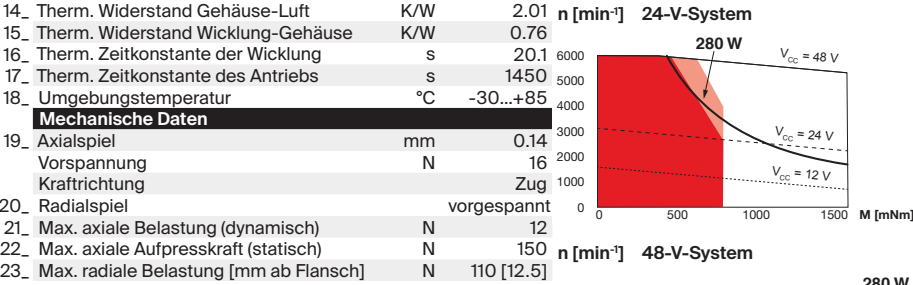 14_ Therm. Widerstand Gehäuse-Luft K/W 2.01
15_ Therm. Widerstand Wicklung-Gehäuse K/W 0.76
16_ Therm. Zeitkonstante der Wicklung s 20.1
17_ Therm. Zeitkonstante des Antriebs s 1450
18_ Umgebungstemperatur °C -30...+85
Mechanische Daten
19_ Axialspiel mm 0.14
Vorspannung N 16
Kraftrichtung Zug
20_ Radialspiel vorgespannt
21_ Max. axiale Belastung (dynamisch) N 12
22_ Max. axiale Aufpresskraft (statisch) N 150
23_ Max. radiale Belastung [mm ab Flansch] N 110 [12.5]
n [min-1] 24-V-System
280 W
VCC = 48 V
6000
5000
4000
3000
VCC = 24 V
2000
VCC = 12 V
1000
0
0 500 1000 1500 M [mNm]
n [min-1] 48-V-System
280 W